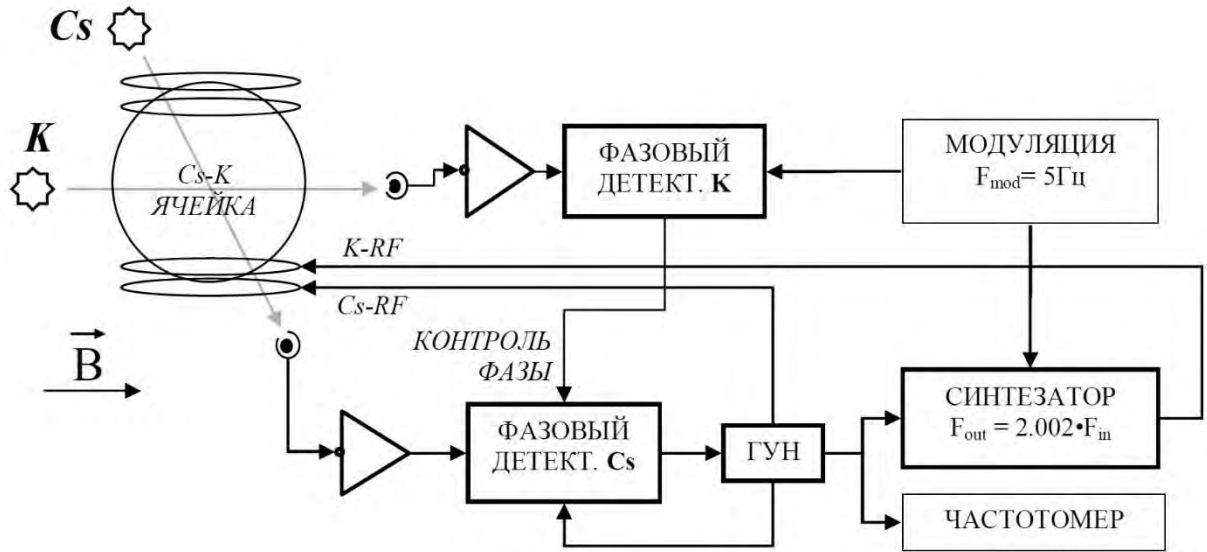 Cs
K
Cs-K
ЯЧЕЙКА
ФАЗОВЫЙ
ДЕТЕКТ. K
МОДУЛЯЦИЯ
Fmod= 5Гц
K-RF
Cs-RF
B
КОНТРОЛЬ
ФАЗЫ
ФАЗОВЫЙ
ДЕТЕКТ. Cs
ГУН
СИНТЕЗАТОР
Fout = 2.002•Fin
ЧАСТОТОМЕР